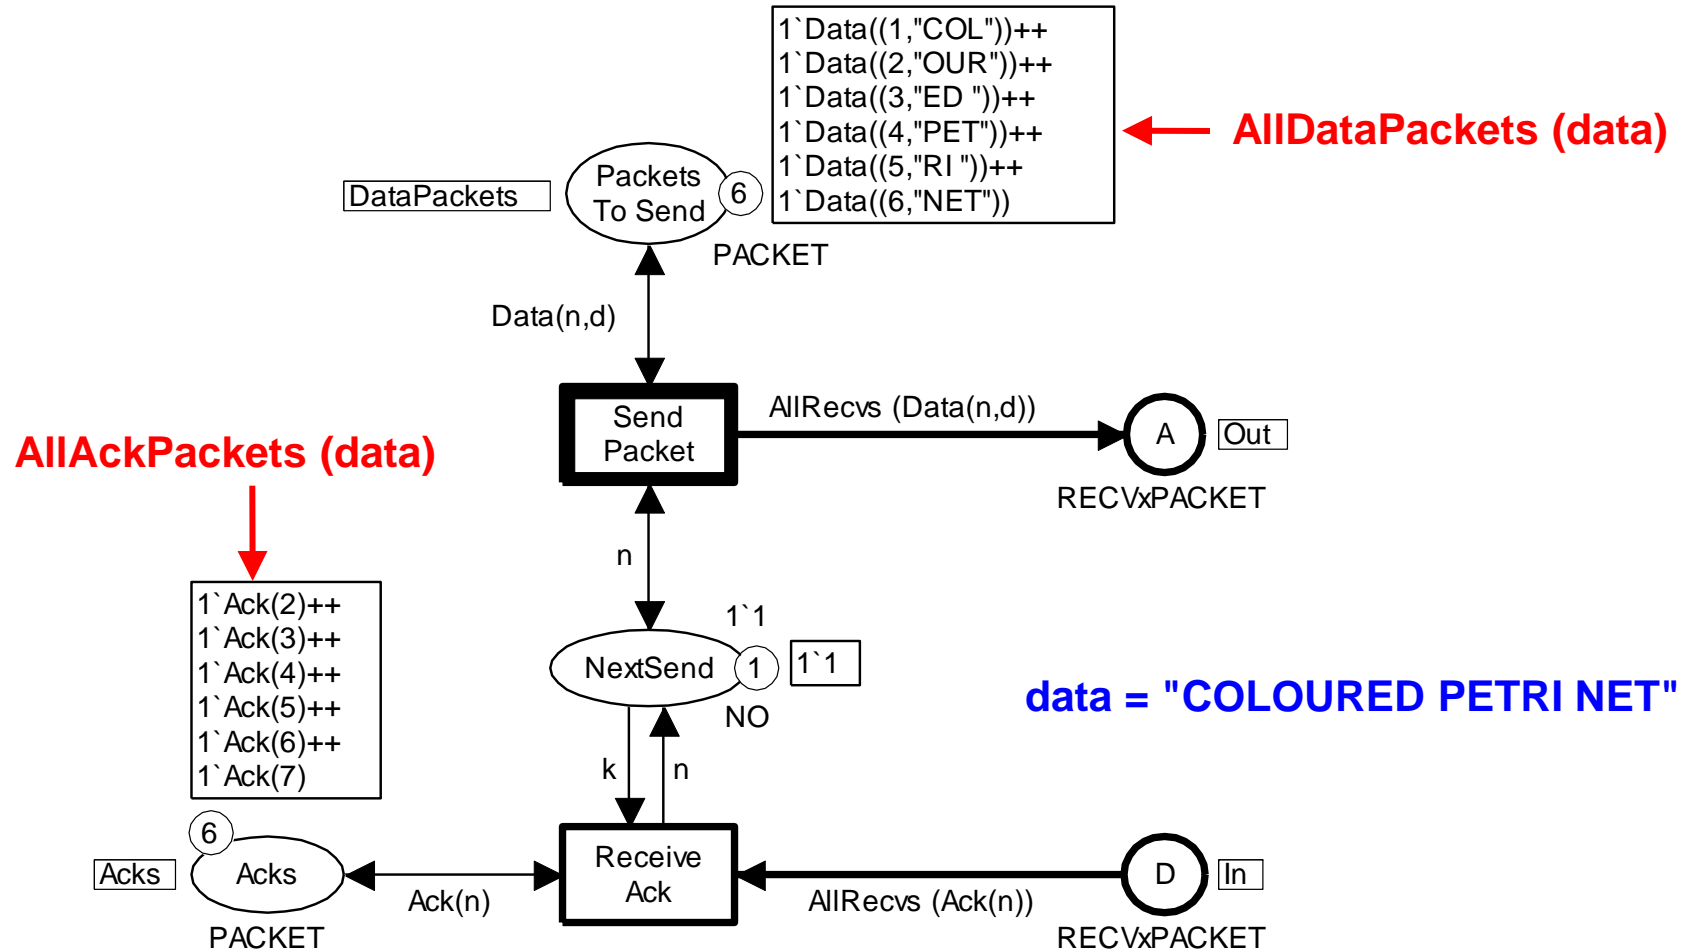 1`Data((1,"COL"))++
1`Data((2,"OUR"))++
1`Data((3,"ED "))++
1`Data((4,"PET"))++
1`Data((5,"RI "))++
1`Data((6,"NET"))
AllDataPackets (data)
DataPackets
Packets
To Send
6
PACKET
Data(n,d)
Send
Packet
AllRecvs (Data(n,d))
A
Out
RECVxPACKET
AllAckPackets (data)
n
1`Ack(2)++
1`Ack(3)++
1`Ack(4)++
1`Ack(5)++
1`Ack(6)++
1`Ack(7)
1`1
NextSend
1
1`1
NO
data = "COLOURED PETRI NET"
k
n
6
Acks
Acks
PACKET
Ack(n)
Receive
Ack
AllRecvs (Ack(n))
D
In
RECVxPACKET